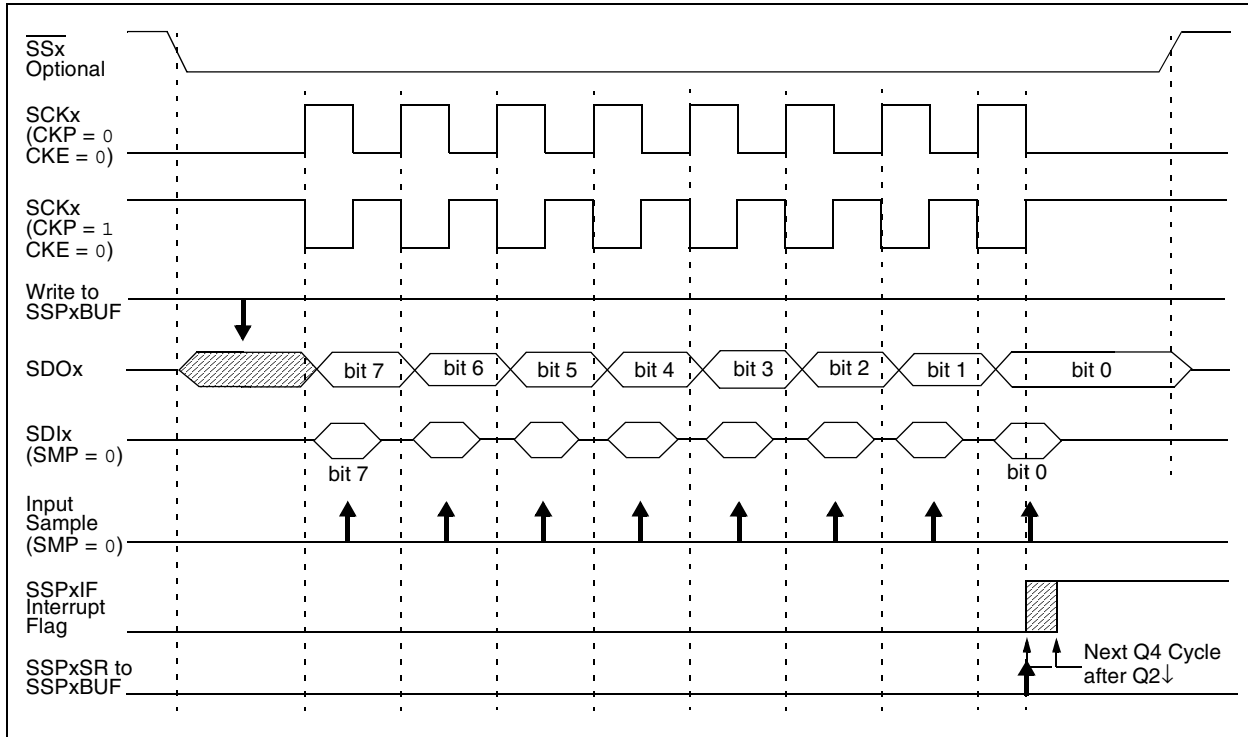 SSx
Optional
SCKx
(CKP = 0
CKE = 0)
SCKx
(CKP = 1
CKE = 0)
Write to
SSPxBUF
SDOx
bit 7
bit 6
bit 5
bit 4
bit 3
bit 2
bit 1
bit 0
SDIx
(SMP = 0)
bit 7
bit 0
Input
Sample
(SMP = 0)
SSPxIF
Interrupt
Flag
SSPxSR to
SSPxBUF
Next Q4 Cycle
after Q2↓